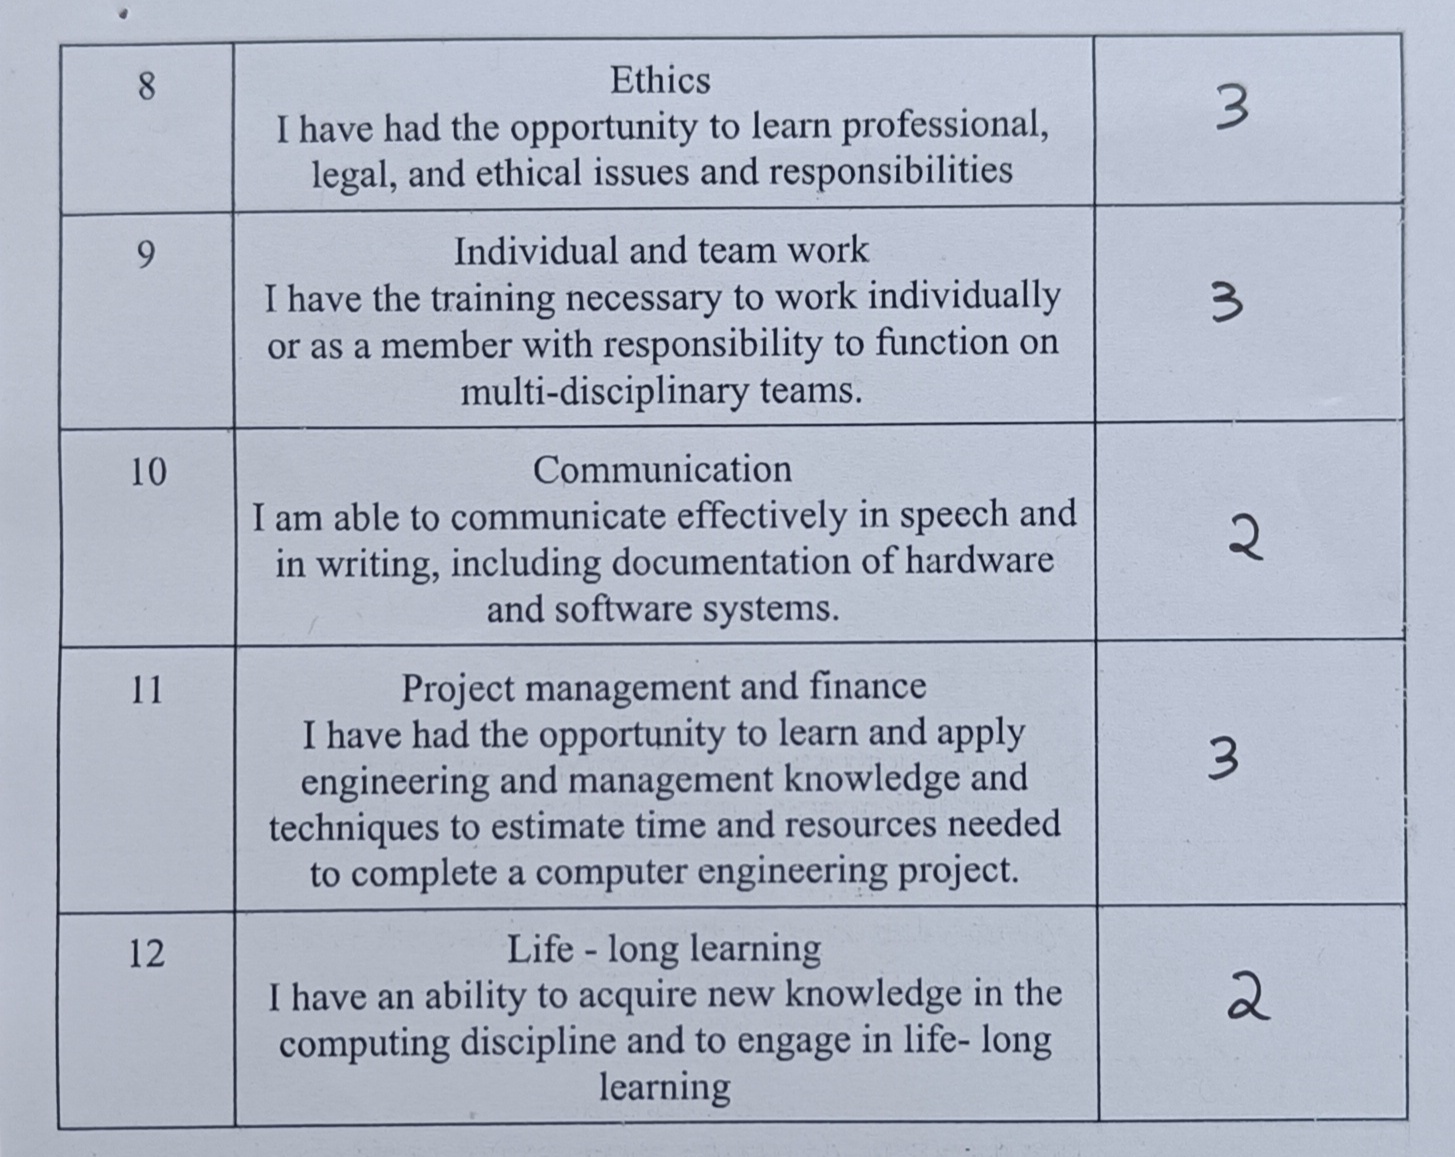 8
Ethics
3
I have had the opportunity to learn professional,
legal, and ethical issues and responsibilities
9
Individual and team work
3
I have the training necessary to work individually
or as a member with responsibility to function on
multi-disciplinary teams.
10
Communication
2
I am able to communicate effectively in speech and
in writing, including documentation of hardware
and software systems.
11
Project management and finance
3
I have had the opportunity to learn and apply
engineering and management knowledge and
techniques to estimate time and resources needed
to complete a computer engineering project.
12
Life - long learning
2
I have an ability to acquire new knowledge in the
computing discipline and to engage in life- long
learning